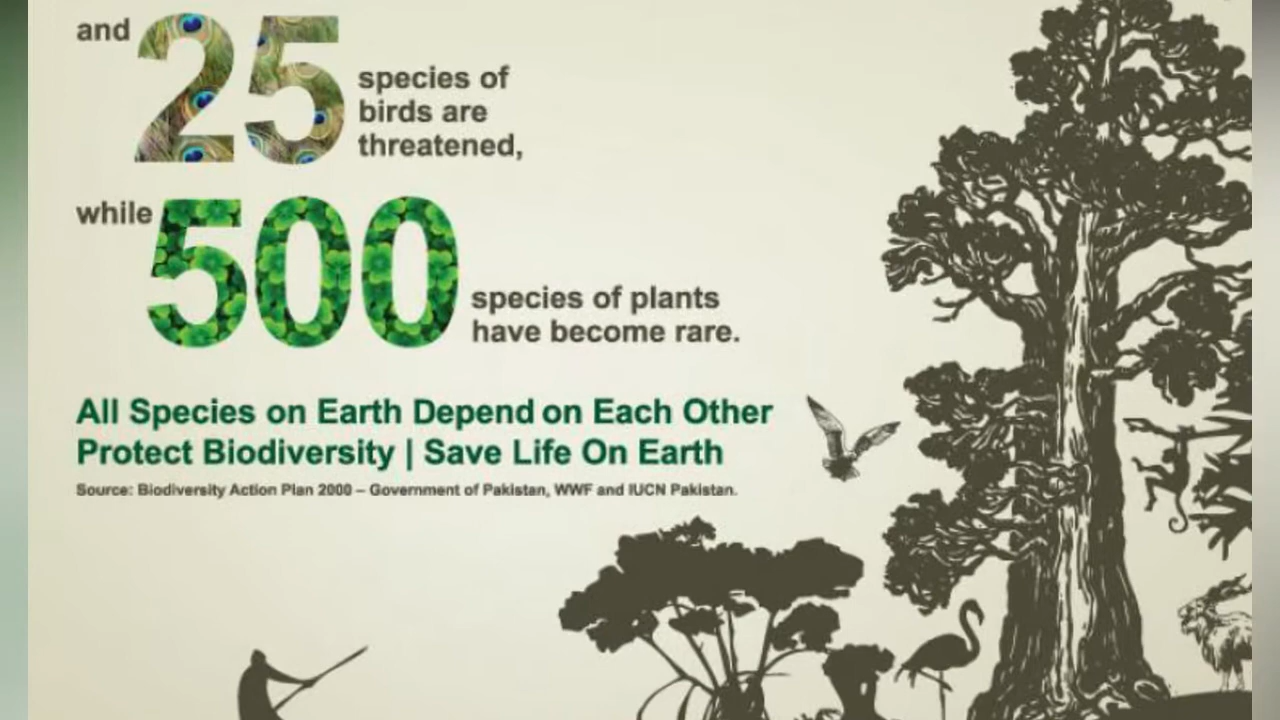 and 25
species of
birds are
threatened,
while 500
species of plants
have become rare.
All Species on Earth Depend on Each Other
Protect Biodiversity | Save Life On Earth
Source: Biodiversity Action Plan 2000 – Government of Pakistan, WWF and IUCN Pakistan.